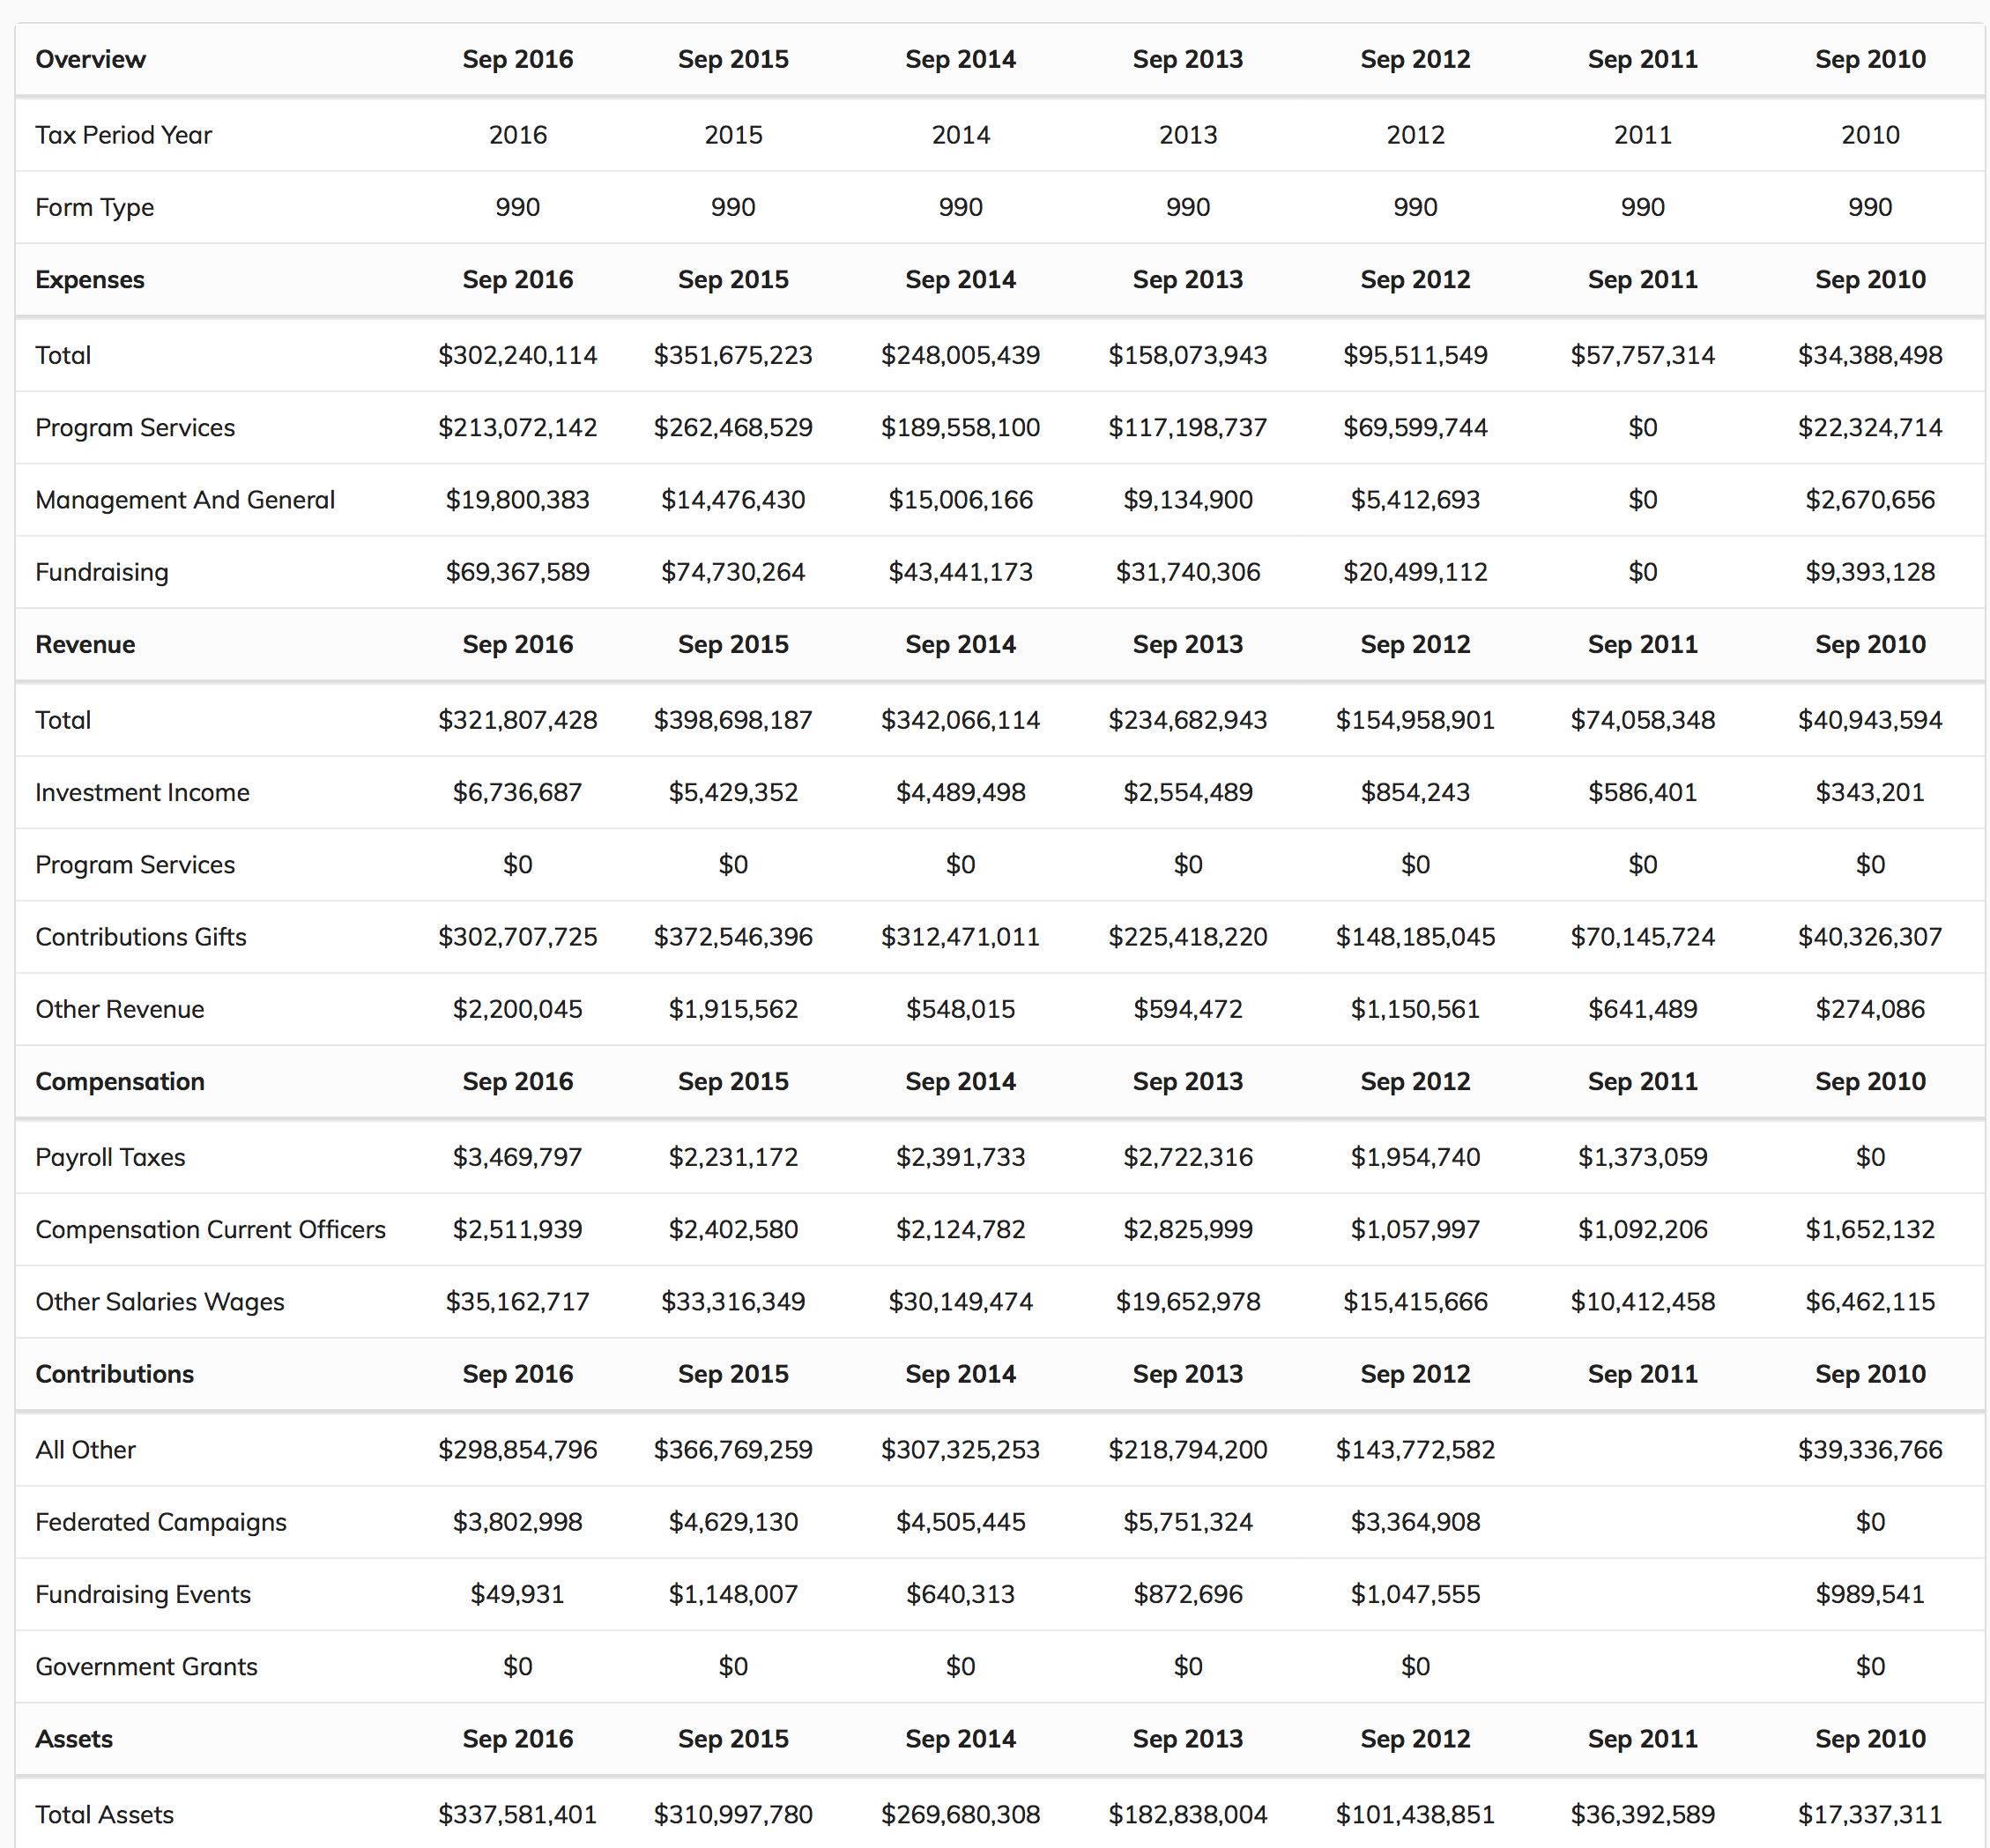 Overview Sep 2016 Sep 2015 Sep 2014 Sep 2013 Sep 2012 Sep 2011 Sep 2010
Tax Period Year 2016 2015 2014 2013 2012 2011 2010
Form Type 990 990 990 990 990 990 990
Expenses Sep 2016 Sep 2015 Sep 2014 Sep 2013 Sep 2012 Sep 2011 Sep 2010
Total $302,240,114 $351,675,223 $248,005,439 $158,073,943 $95,511,549 $57,757,314 $34,388,498
Program Services $213,072,142 $262,468,529 $189,558,100 $117,198,737 $69,599,744 $0 $22,324,714
Management And General $19,800,383 $14,476,430 $15,006,166 $9,134,900 $5,412,693 $0 $2,670,656
Fundraising $69,367,589 $74,730,264 $43,441,173 $31,740,306 $20,499,112 $0 $9,393,128
Revenue Sep 2016 Sep 2015 Sep 2014 Sep 2013 Sep 2012 Sep 2011 Sep 2010
Total $321,807,428 $398,698,187 $342,066,114 $234,682,943 $154,958,901 $74,058,348 $40,943,594
Investment Income $6,736,687 $5,429,352 $4,489,498 $2,554,489 $854,243 $586,401 $343,201
Program Services $0 $0 $0 $0 $0 $0 $0
Contributions Gifts $302,707,725 $372,546,396 $312,471,011 $225,418,220 $148,185,045 $70,145,724 $40,326,307
Other Revenue $2,200,045 $1,915,562 $548,015 $594,472 $1,150,561 $641,489 $274,086
Compensation Sep 2016 Sep 2015 Sep 2014 Sep 2013 Sep 2012 Sep 2011 Sep 2010
Payroll Taxes $3,469,797 $2,231,172 $2,391,733 $2,722,316 $1,954,740 $1,373,059 $0
Compensation Current Officers $2,511,939 $2,402,580 $2,124,782 $2,825,999 $1,057,997 $1,092,206 $1,652,132
Other Salaries Wages $35,162,717 $33,316,349 $30,149,474 $19,652,978 $15,415,666 $10,412,458 $6,462,115
Contributions Sep 2016 Sep 2015 Sep 2014 Sep 2013 Sep 2012 Sep 2011 Sep 2010
All Other $298,854,796 $366,769,259 $307,325,253 $218,794,200 $143,772,582 $39,336,766
Federated Campaigns $3,802,998 $4,629,130 $4,505,445 $5,751,324 $3,364,908 $0
Fundraising Events $49,931 $1,148,007 $640,313 $872,696 $1,047,555 $989,541
Government Grants $0 $0 $0 $0 $0 $0
Assets Sep 2016 Sep 2015 Sep 2014 Sep 2013 Sep 2012 Sep 2011 Sep 2010
Total Assets $337,581,401 $310,997,780 $269,680,308 $182,838,004 $101,438,851 $36,392,589 $17,337,311